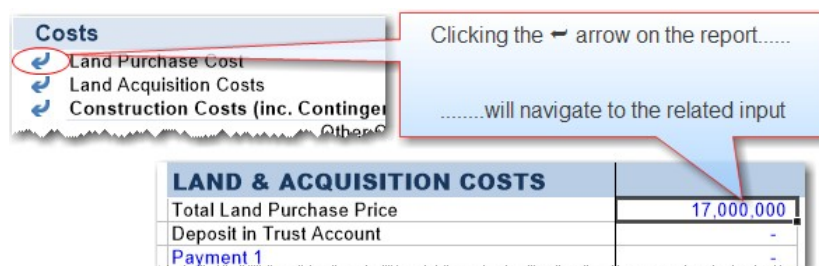 Costs
Land Purchase Cost
Land Acquisition Costs
Construction Costs (inc.
Clicking the ⬅ arrow on the report......
........will navigate to the related input
LAND & ACQUISITION COSTS
Total Land Purchase Price 17,000,000
Deposit in Trust Account -
Payment 1 -